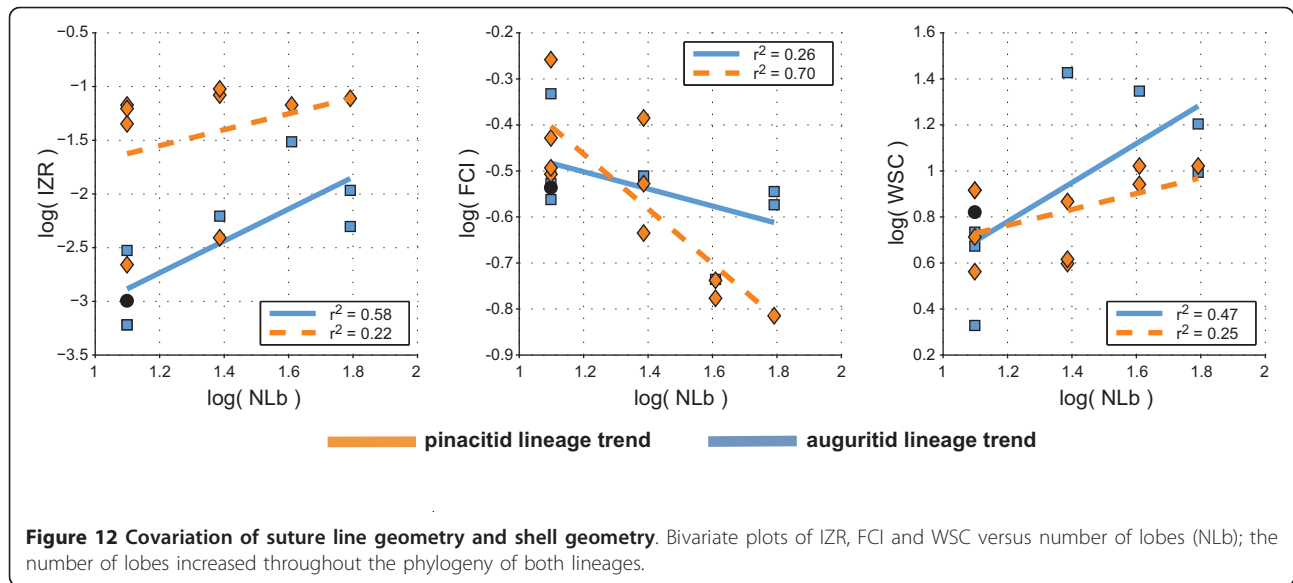 -0.5
-1
-1.5
-2
-2.5
-3
-3.5
log( IZR )
r² = 0.58
r² = 0.22
1 1.2 1.4 1.6 1.8 2
log( NLb )
-0.2
-0.3
-0.4
-0.5
-0.6
-0.7
-0.8
-0.9
log( FCI )
r² = 0.26
r² = 0.70
1 1.2 1.4 1.6 1.8 2
log( NLb )
1.6
1.4
1.2
1
0.8
0.6
0.4
0.2
log( WSC )
r² = 0.47
r² = 0.25
1 1.2 1.4 1.6 1.8 2
log( NLb )
pinacitid lineage trend auguritid lineage trend
Figure 12 Covariation of suture line geometry and shell geometry. Bivariate plots of IZR, FCI and WSC versus number of lobes (NLb); the
number of lobes increased throughout the phylogeny of both lineages.